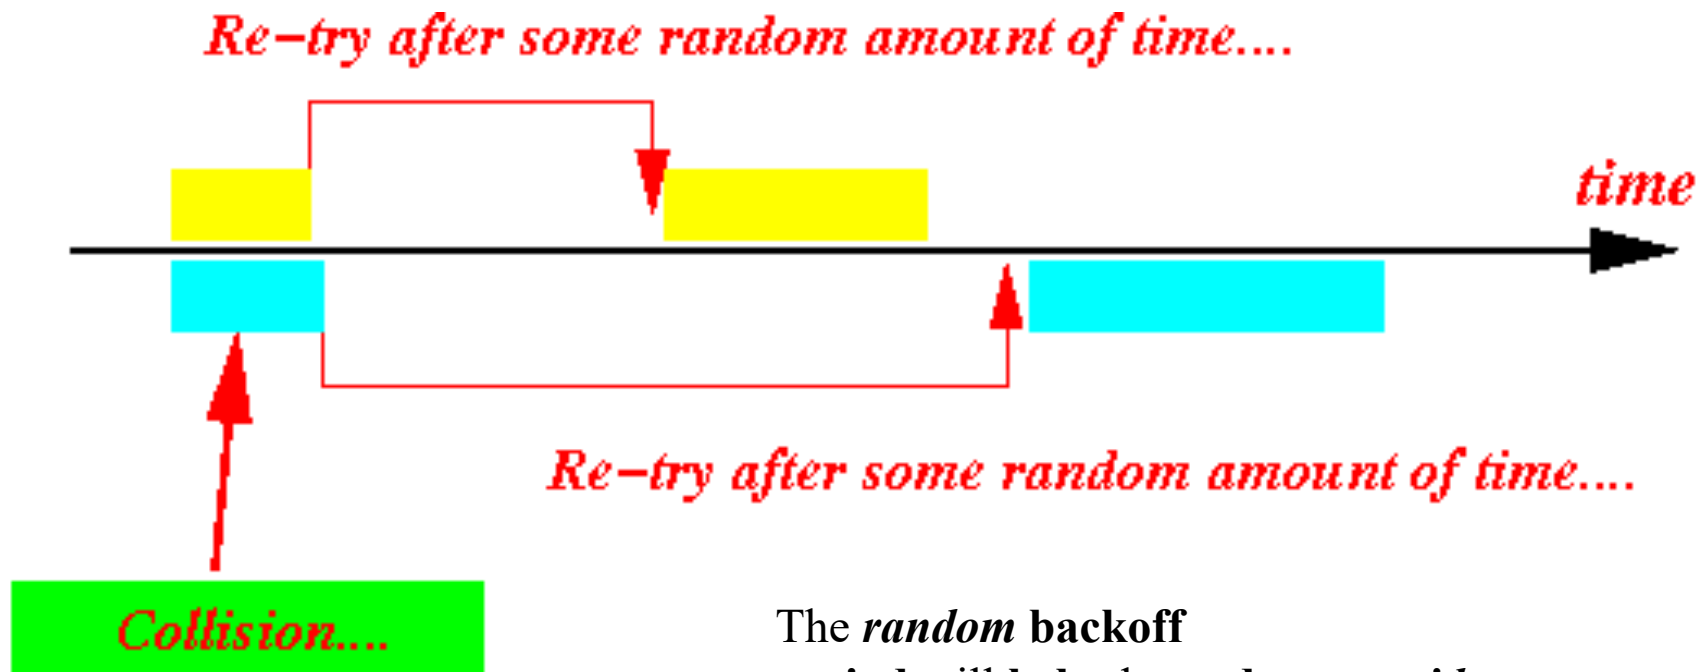 Re-try after some random amount of time....
time
Re-try after some random amount of time....
Collision....
The random backoff
will